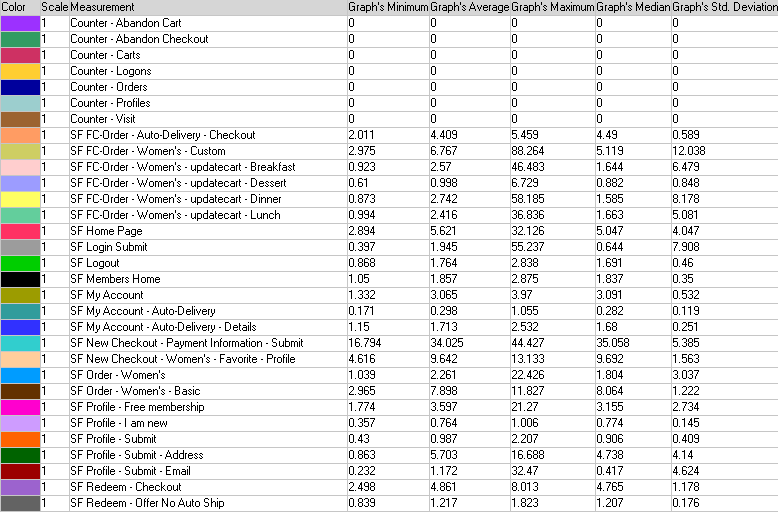 Color Scale Measurement Graph's Minimum Graph's Average Graph's Maximum Graph's Median Graph's Std. Deviation
1 Counter - Abandon Cart 0 0 0 0 0
1 Counter - Abandon Checkout 0 0 0 0 0
1 Counter - Carts 0 0 0 0 0
1 Counter - Logons 0 0 0 0 0
1 Counter - Orders 0 0 0 0 0
1 Counter - Profiles 0 0 0 0 0
1 Counter - Visit 0 0 0 0 0
1 SF FC-Order - Auto-Delivery - Checkout 2.011 4.409 5.459 4.49 0.589
1 SF FC-Order - Women's - Custom 2.975 6.767 88.264 5.119 12.038
1 SF FC-Order - Women's - updatecart - Breakfast 0.923 2.57 46.483 1.644 6.479
1 SF FC-Order - Women's - updatecart - Dessert 0.61 0.998 6.729 0.882 0.848
1 SF FC-Order - Women's - updatecart - Dinner 0.873 2.742 58.185 1.585 8.178
1 SF FC-Order - Women's - updatecart - Lunch 0.994 2.416 36.836 1.663 5.081
1 SF Home Page 2.894 5.621 32.126 5.047 4.047
1 SF Login Submit 0.397 1.945 55.237 0.644 7.908
1 SF Logout 0.868 1.764 2.838 1.691 0.46
1 SF Members Home 1.05 1.857 2.875 1.837 0.35
1 SF My Account 1.332 3.065 3.97 3.091 0.532
1 SF My Account - Auto-Delivery 0.171 0.298 1.055 0.282 0.119
1 SF My Account - Auto-Delivery - Details 1.15 1.713 2.532 1.68 0.251
1 SF New Checkout - Payment Information - Submit 16.794 34.025 44.427 35.058 5.385
1 SF New Checkout - Women's - Favorite - Profile 4.616 9.642 13.133 9.692 1.563
1 SF Order - Women's 1.039 2.261 22.426 1.804 3.037
1 SF Order - Women's - Basic 2.965 7.898 11.827 8.064 1.222
1 SF Profile - Free membership 1.774 3.597 21.27 3.155 2.734
1 SF Profile - I am new 0.357 0.764 1.006 0.774 0.145
1 SF Profile - Submit 0.43 0.987 2.207 0.906 0.409
1 SF Profile - Submit - Address 0.863 5.703 16.688 4.738 4.14
1 SF Profile - Submit - Email 0.232 1.172 32.47 0.417 4.624
1 SF Redeem - Checkout 2.498 4.861 8.013 4.765 1.178
1 SF Redeem - Offer No Auto Ship 0.839 1.217 1.823 1.207 0.176